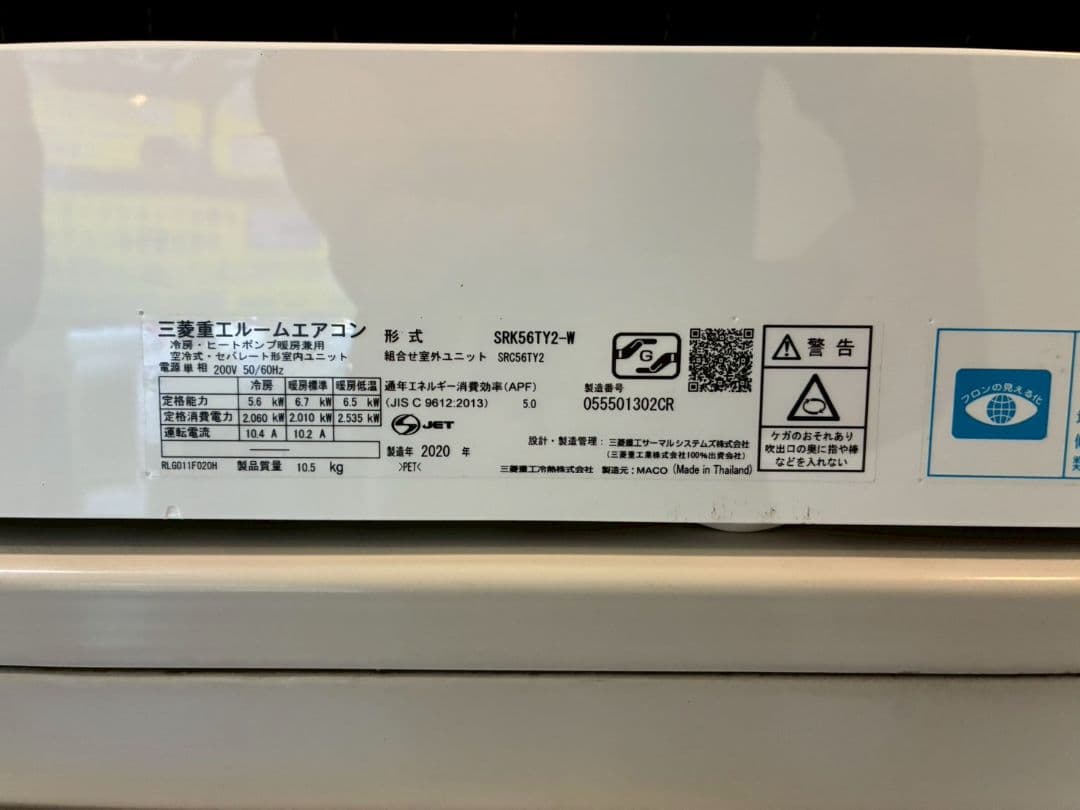 三菱重工ルームエアコン
冷房・ヒートポンプ暖房兼用
空冷式・セパレート形室内ユニット
電源 単相 200V 50/60Hz
冷房 暖房標準 暖房低温
定格能力 5.6 kW 6.7 kW 6.5 kW
定格消費電力 2.060 kW 2.010 kW 2.535 kW
運転電流 10.4 A 10.2 A
RLG011F020H 製品質量 10.5 kg
形式 SRK56TY2-W
組合せ室外ユニット SRC56TY2
通年エネルギー消費効率(APF)
(JIS C 9612:2013) 5.0
S JET
製造年 2020 年
>PET<
G
製造番号
055501302CR
設計・製造管理:三菱重工サーマルシステムズ株式会社
(三菱重工業株式会社100%出資会社)
三菱重工冷熱株式会社 製造元:MACO (Made in Thailand)
警告
ケガのおそれあり
吹出口の奥に指や棒
などを入れない
フロンの見える化